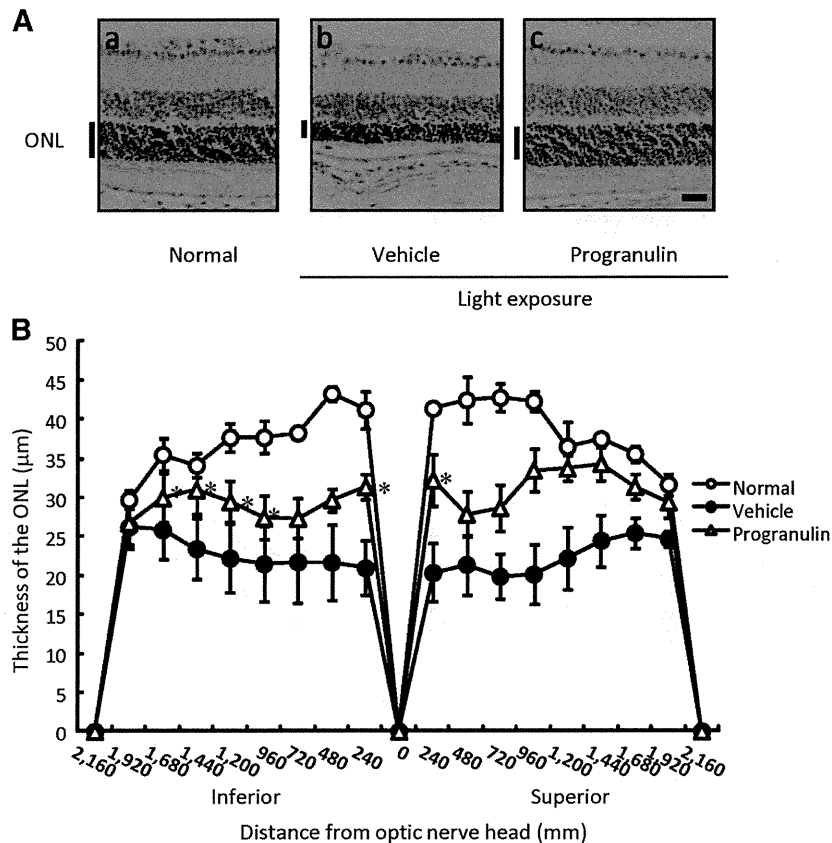 A
a
b
c
ONL
Normal
Vehicle
Progranulin
Light exposure
B
Thickness of the ONL (μm)
50
45
40
35
30
25
20
15
10
5
0
* * * * * *
Normal
Vehicle
Progranulin
2,160 1,920 1,680 1,440 1,200 960 720 480 240 0 240 480 720 960 1,200 1,440 1,680 1,920 2,160
Inferior
Superior
Distance from optic nerve head (mm)